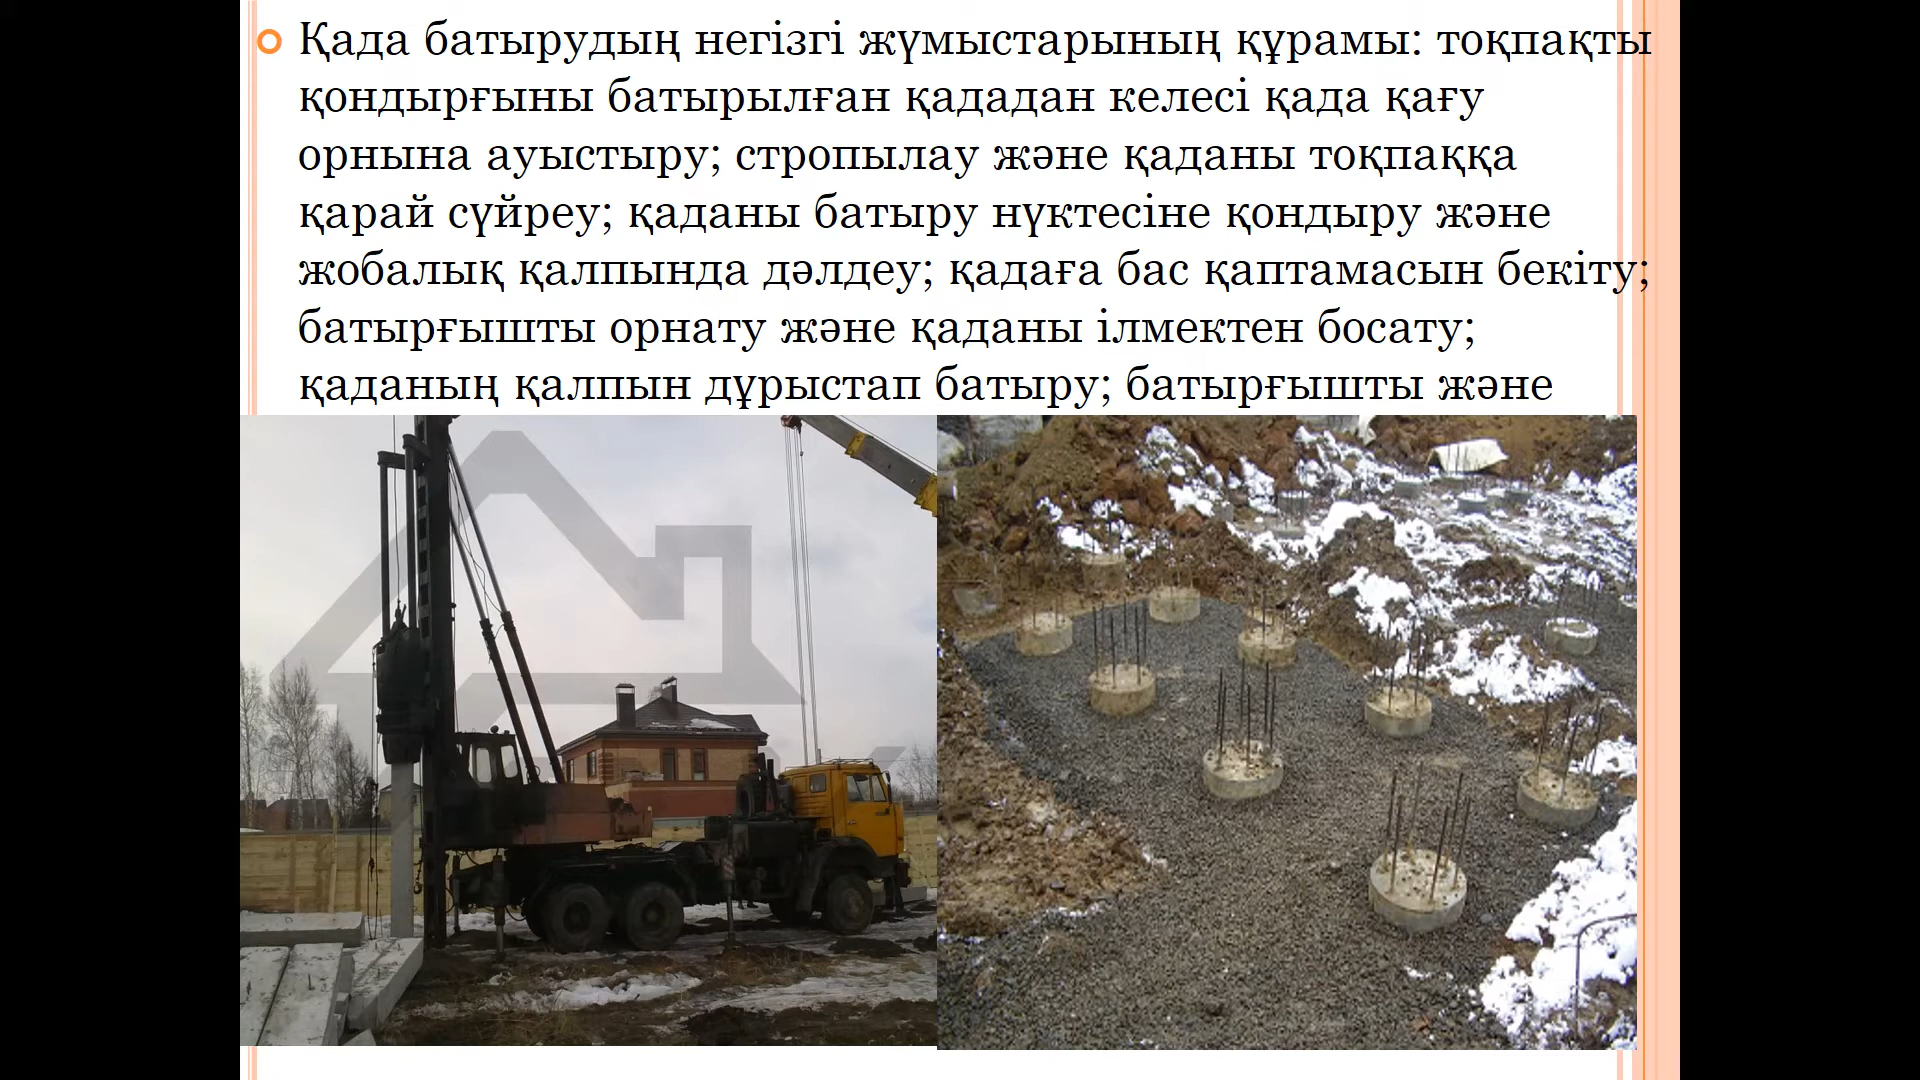 Қада батырудың негізгі жұмыстарының құрамы: тоқпақты
қондырғыны батырылған қададан келесі қада қағу
орнына ауыстыру; стропылау және қаданы тоқпаққа
қарай сүйреу; қаданы батыру нүктесіне қондыру және
жобалық қалпында дәлдеу; қадаға бас қаптамасын бекіту;
батырғышты орнату және қаданы ілмектен босату;
қаданың қалпын дұрыстап батыру; батырғышты және